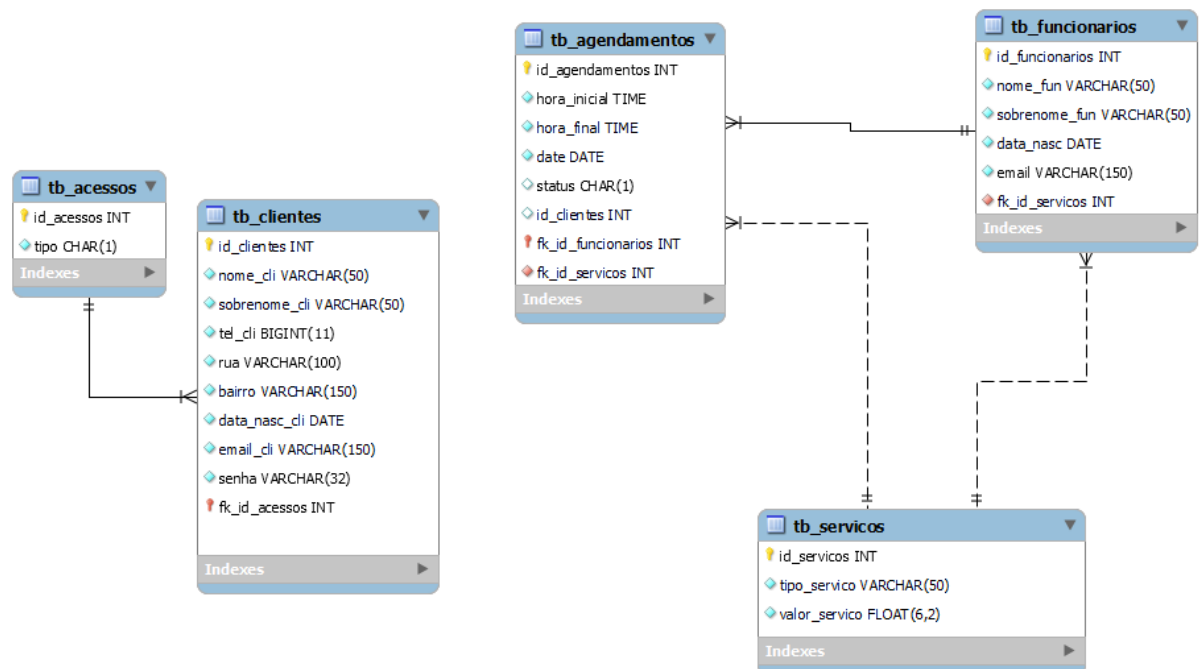 tb_acessos
id_acessos INT
tipo CHAR(1)
Indexes
tb_clientes
id_clientes INT
nome_cli VARCHAR(50)
sobrenome_cli VARCHAR(50)
tel_cli BIGINT(11)
rua VARCHAR(100)
bairro VARCHAR(150)
data_nasc_cli DATE
email_cli VARCHAR(150)
senha VARCHAR(32)
fk_id_acessos INT
Indexes
tb_agendamentos
id_agendamentos INT
hora_inicial TIME
hora_final TIME
date DATE
status CHAR(1)
id_clientes INT
fk_id_funcionarios INT
fk_id_servicos INT
Indexes
tb_funcionarios
id_funcionarios INT
nome_fun VARCHAR(50)
sobrenome_fun VARCHAR(50)
data_nasc DATE
email VARCHAR(150)
fk_id_servicos INT
Indexes
tb_servicos
id_servicos INT
tipo_servico VARCHAR(50)
valor_servico FLOAT(6,2)
Indexes